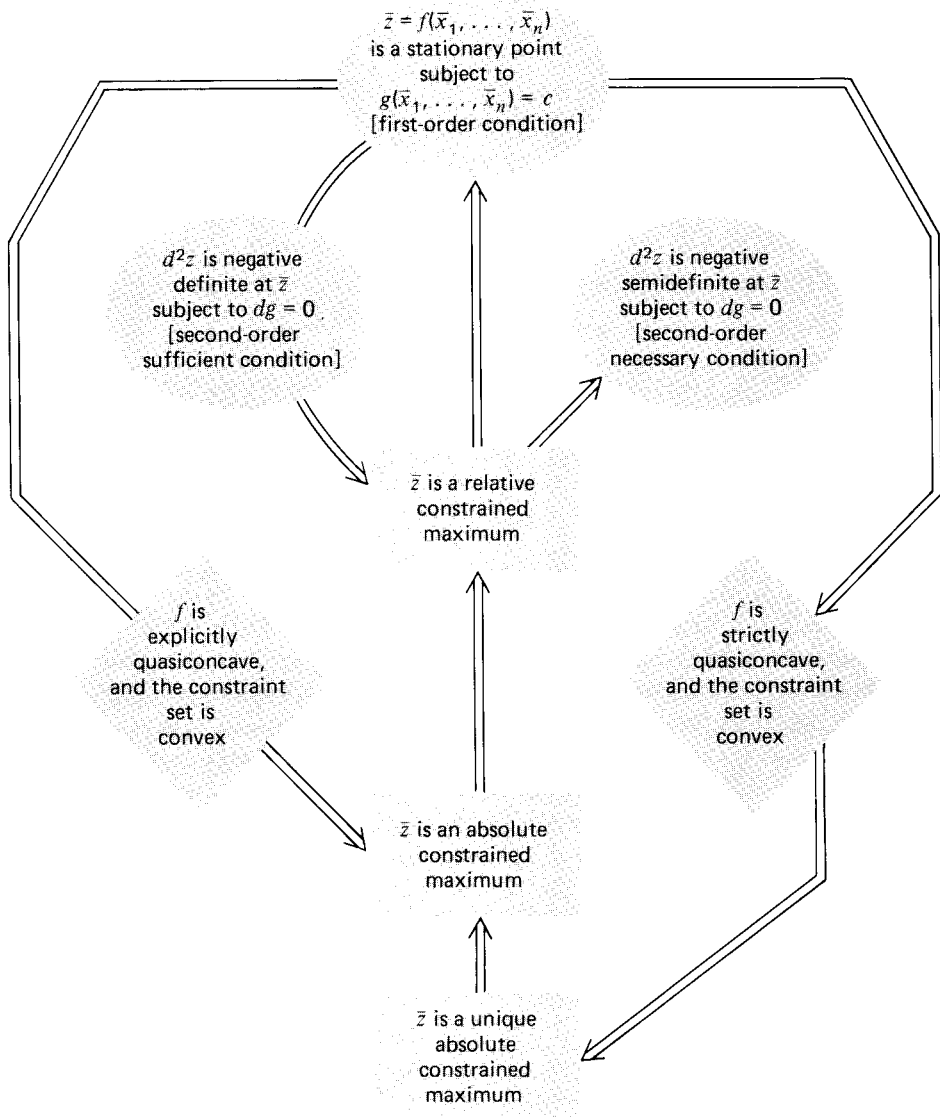 z̄ = f(x̄₁, . . . , x̄ₙ)
is a stationary point
subject to
g(x̄₁, . . . , x̄ₙ) = c
[first-order condition]
d²z is negative
definite at z̄
subject to dg = 0
[second-order
sufficient condition]
d²z is negative
semidefinite at z̄
subject to dg = 0
[second-order
necessary condition]
z̄ is a relative
constrained
maximum
f is
explicitly
quasiconcave,
and the constraint
set is
convex
f is
strictly
quasiconcave,
and the constraint
set is
convex
z̄ is an absolute
constrained
maximum
z̄ is a unique
absolute
constrained
maximum